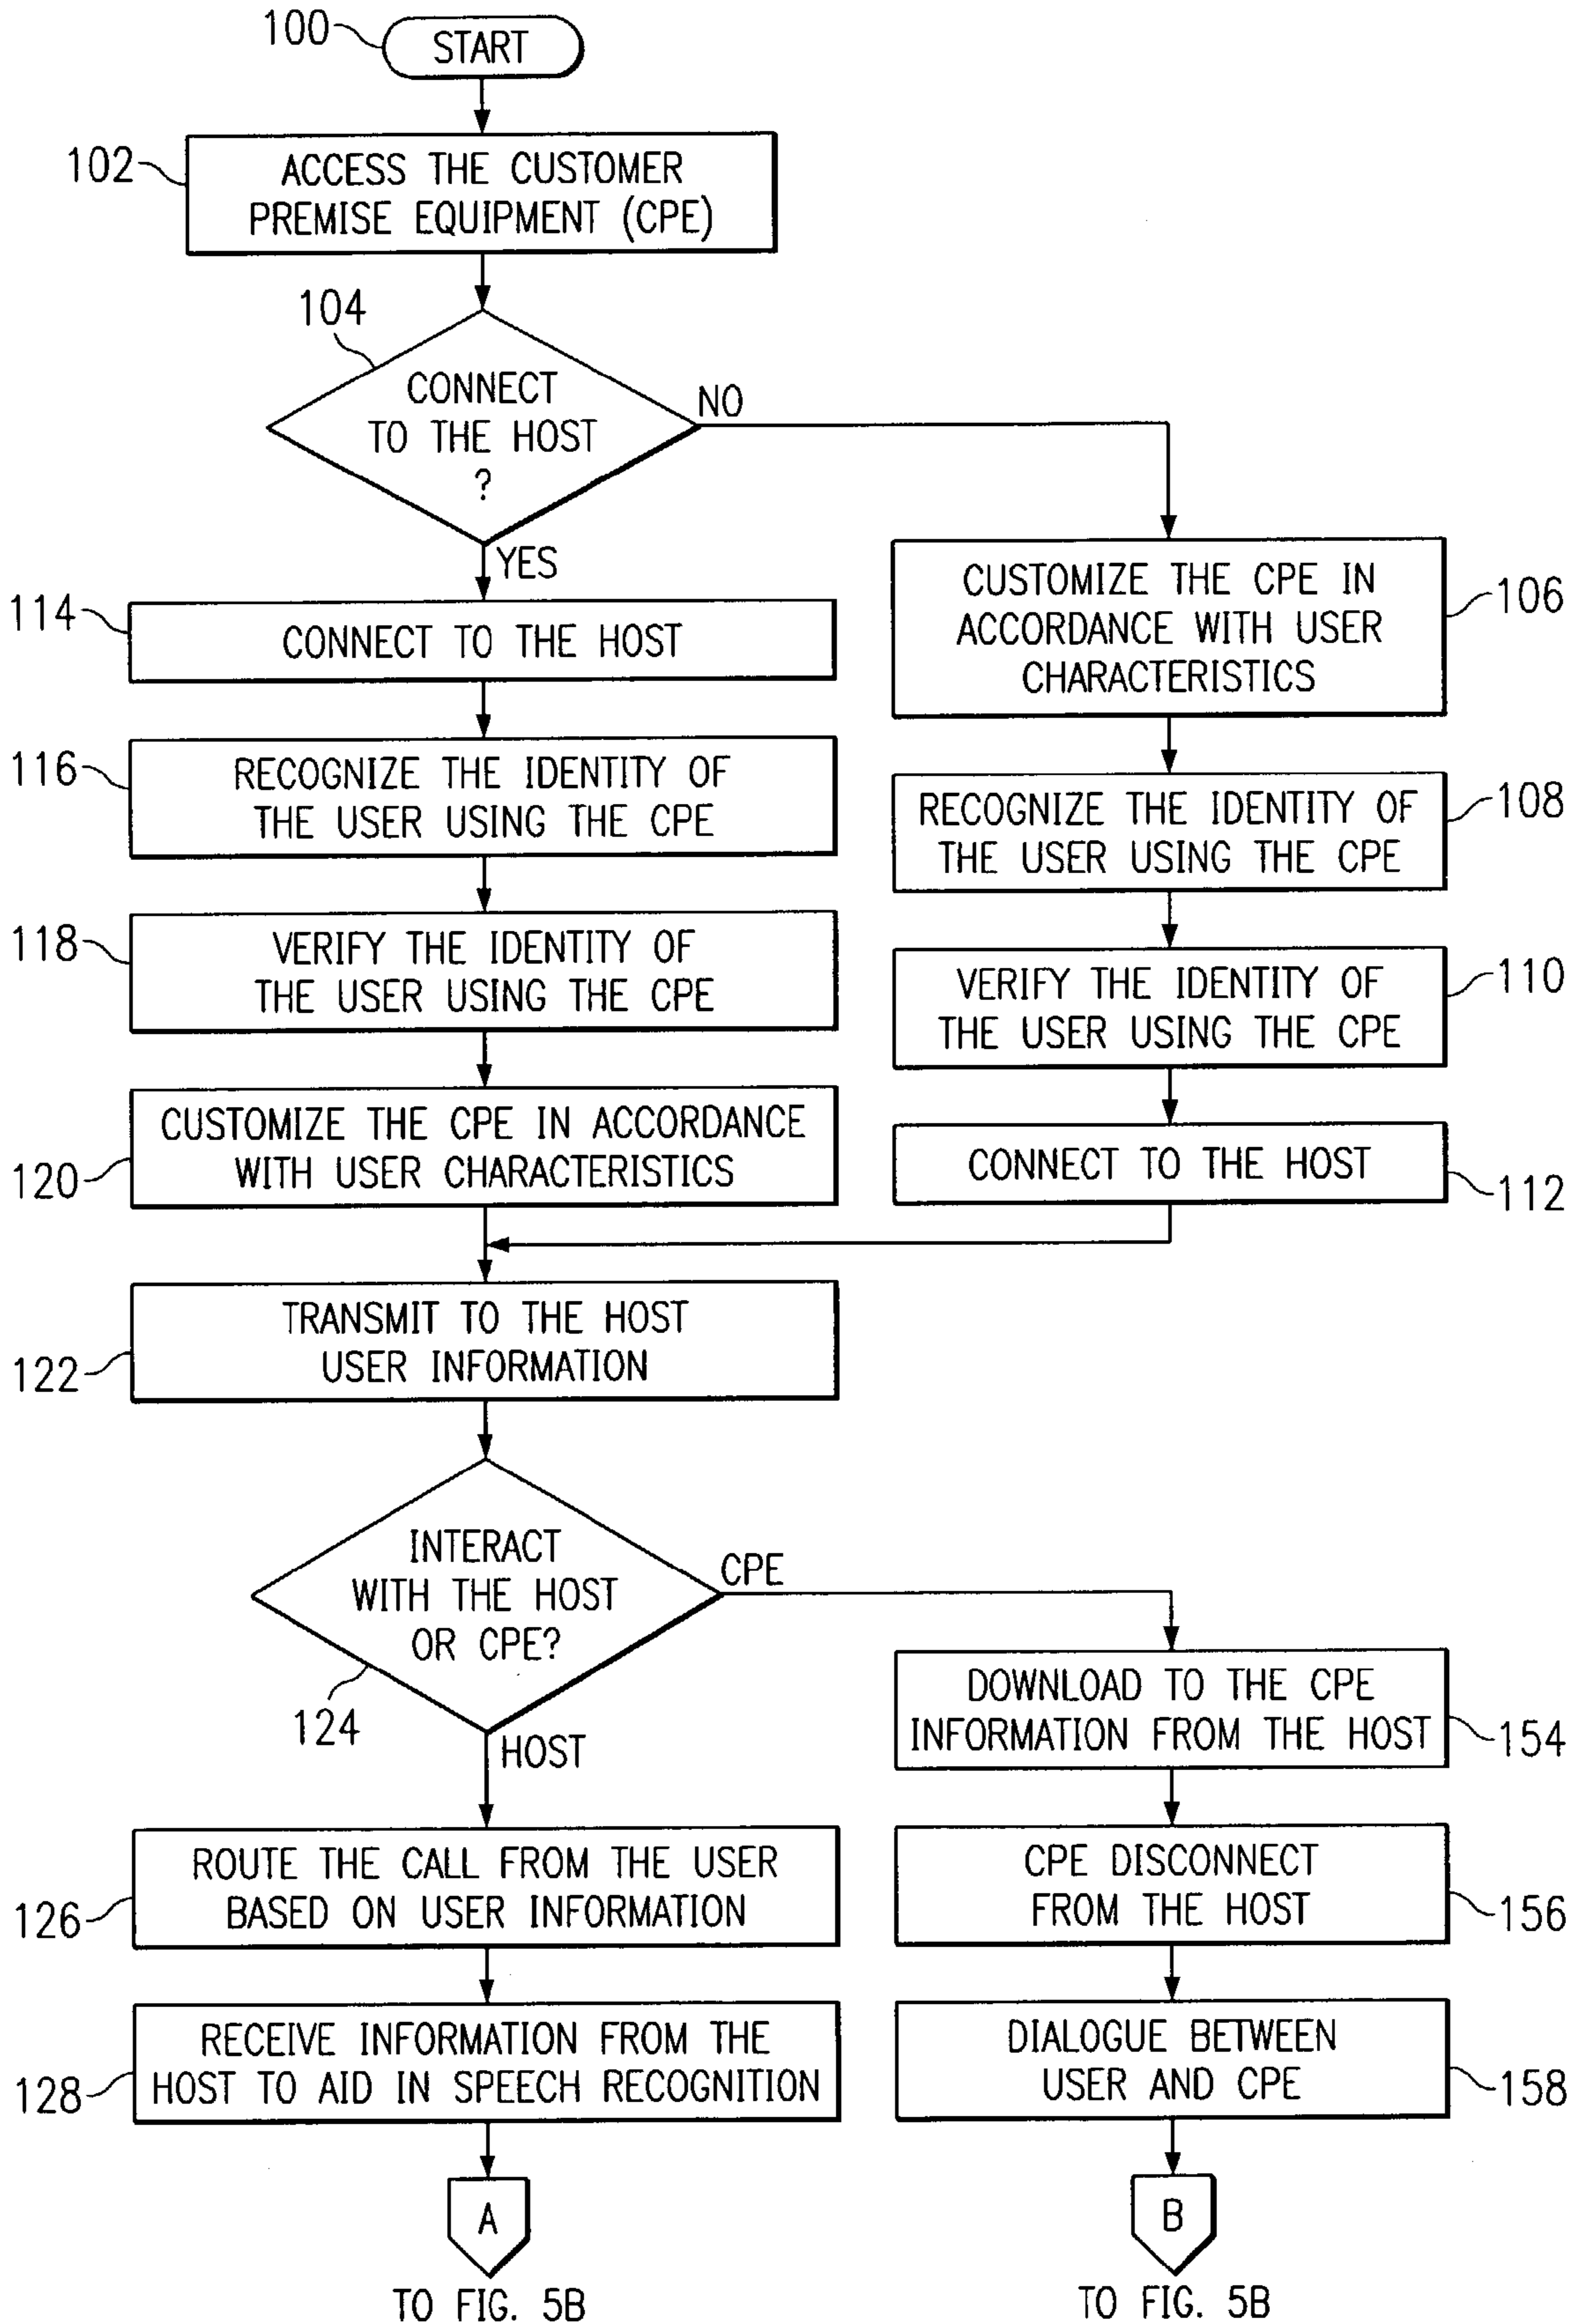 100
START
102
ACCESS THE CUSTOMER
PREMISE EQUIPMENT (CPE)
104
CONNECT
TO THE HOST
?
NO
YES
114
CONNECT TO THE HOST
116
RECOGNIZE THE IDENTITY OF
THE USER USING THE CPE
118
VERIFY THE IDENTITY OF
THE USER USING THE CPE
120
CUSTOMIZE THE CPE IN ACCORDANCE
WITH USER CHARACTERISTICS
CUSTOMIZE THE CPE IN
ACCORDANCE WITH USER
CHARACTERISTICS
106
RECOGNIZE THE IDENTITY OF
THE USER USING THE CPE
108
VERIFY THE IDENTITY OF
THE USER USING THE CPE
110
CONNECT TO THE HOST
112
TRANSMIT TO THE HOST
USER INFORMATION
122
INTERACT
WITH THE HOST
OR CPE?
124
CPE
HOST
126
ROUTE THE CALL FROM THE USER
BASED ON USER INFORMATION
128
RECEIVE INFORMATION FROM THE
HOST TO AID IN SPEECH RECOGNITION
A
TO FIG. 5B
DOWNLOAD TO THE CPE
INFORMATION FROM THE HOST
154
CPE DISCONNECT
FROM THE HOST
156
DIALOGUE BETWEEN
USER AND CPE
158
B
TO FIG. 5B